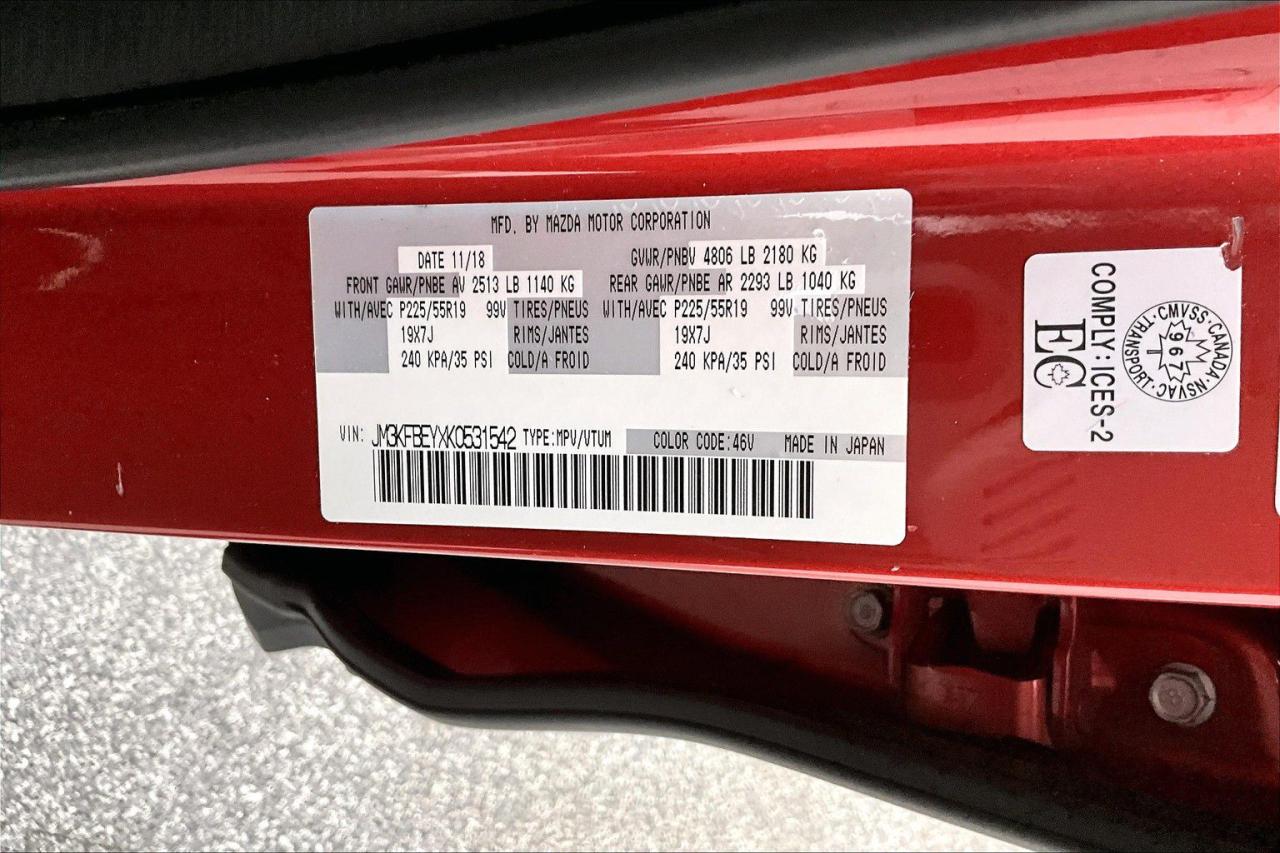 MFD. BY MAZDA MOTOR CORPORATION
DATE 11/18 GVWR/PNBV 4806 LB 2180 KG
FRONT GAWR/PNBE AV 2513 LB 1140 KG REAR GAWR/PNBE AR 2293 LB 1040 KG
WITH/AVEC P225/55R19 99V TIRES/PNEUS WITH/AVEC P225/55R19 99V TIRES/PNEUS
19X7J RIMS/JANTES 19X7J RIMS/JANTES
240 KPA/35 PSI COLD/A FROID 240 KPA/35 PSI COLD/A FROID
VIN: JM3KFBEYXK0531542 TYPE:MPV/VTUM COLOR CODE:46V MADE IN JAPAN
CMVSS·CANADA·NSVAC·TRANSPORT·
967
T
COMPLY:ICES-2
EC
8